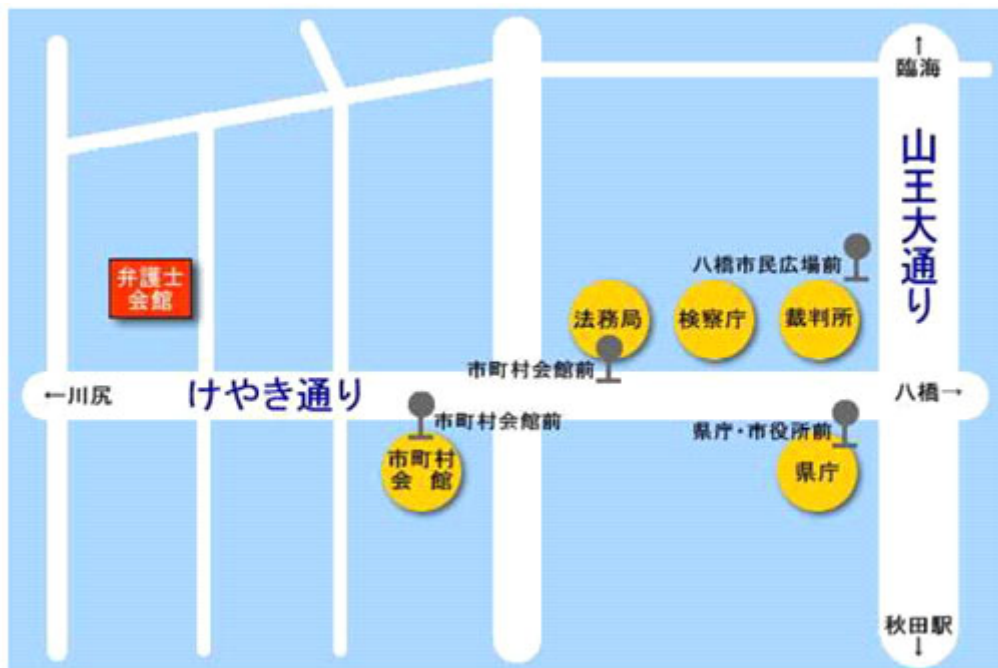 ↑
臨海
山王大通り
八橋市民広場前
弁護士
会館
法務局
検察庁
裁判所
市町村会館前
←川尻
けやき通り
八橋→
市町村会館前
県庁・市役所前
市町村
会館
県庁
秋田駅
↓